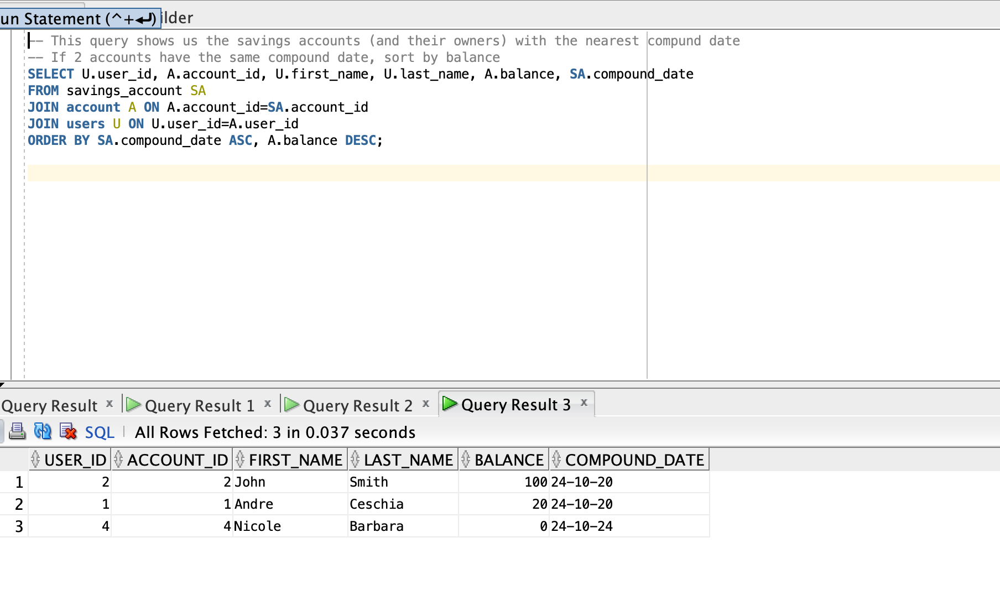 un Statement (^+↵) ilder
-- This query shows us the savings accounts (and their owners) with the nearest compund date
-- If 2 accounts have the same compound date, sort by balance
SELECT U.user_id, A.account_id, U.first_name, U.last_name, A.balance, SA.compound_date
FROM savings_account SA
JOIN account A ON A.account_id=SA.account_id
JOIN users U ON U.user_id=A.user_id
ORDER BY SA.compound_date ASC, A.balance DESC;
Query Result x Query Result 1 x Query Result 2 x Query Result 3 x
SQL All Rows Fetched: 3 in 0.037 seconds
USER_ID ACCOUNT_ID FIRST_NAME LAST_NAME BALANCE COMPOUND_DATE
1 2 2 John Smith 100 24-10-20
2 1 1 Andre Ceschia 20 24-10-20
3 4 4 Nicole Barbara 0 24-10-24